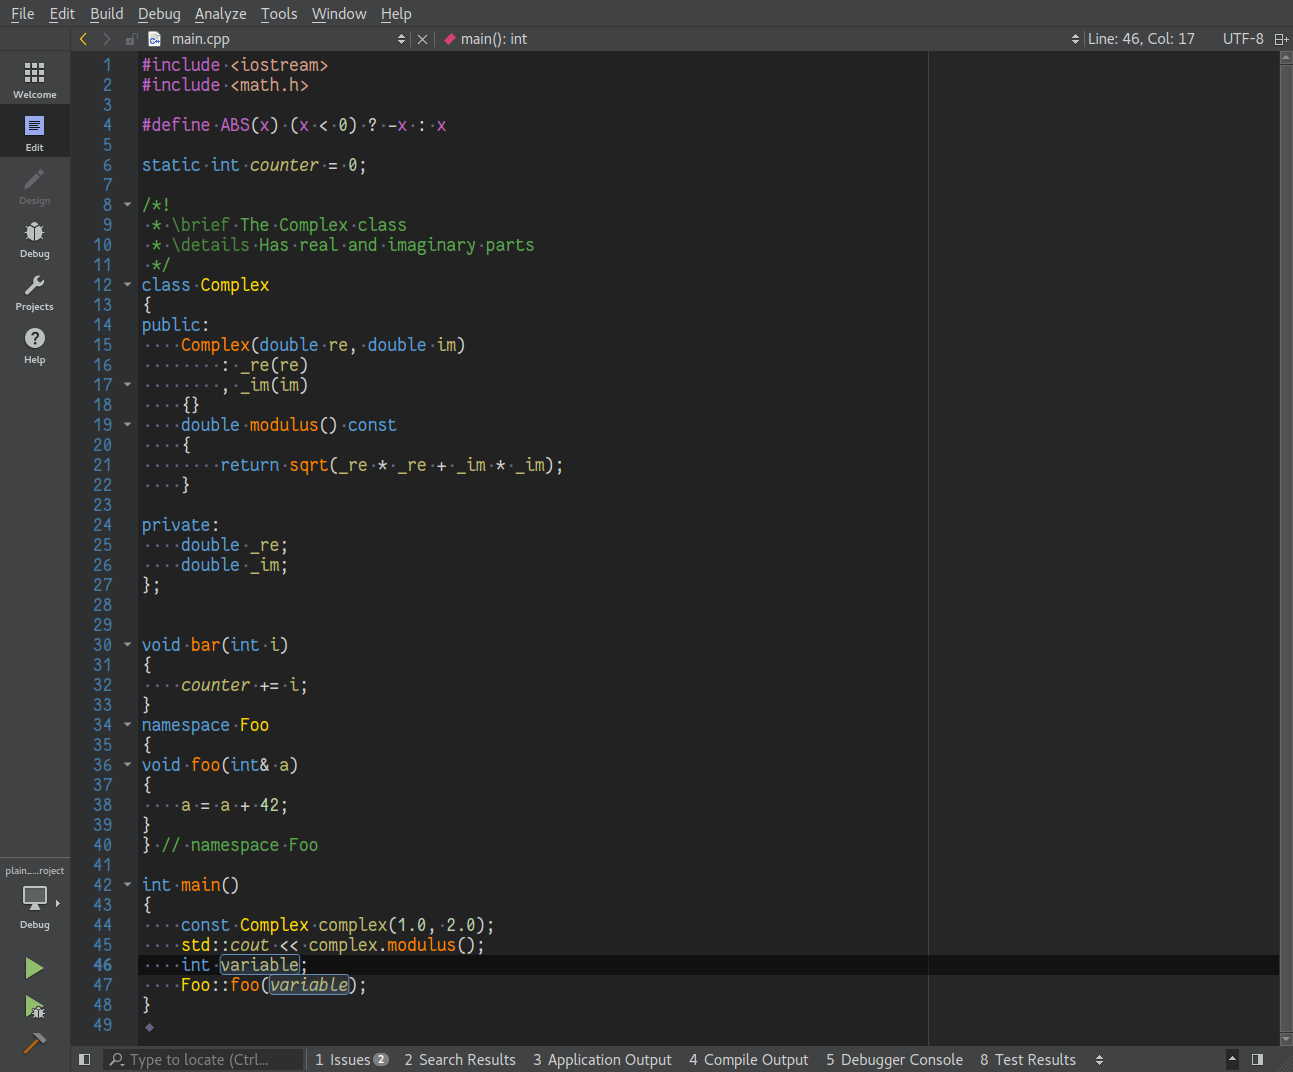 File Edit Build Debug Analyze Tools Window Help
main.cpp main(): int Line: 46, Col: 17 UTF-8
Welcome
Edit
Design
Debug
Projects
Help
plain_...roject
Debug
1 #include <iostream>
2 #include <math.h>
3
4 #define ABS(x) (x < 0) ? -x : x
5
6 static int counter = 0;
7
8 /*!
9  * \brief The Complex class
10  * \details Has real and imaginary parts
11  */
12 class Complex
13 {
14 public:
15     Complex(double re, double im)
16         : _re(re)
17         , _im(im)
18     {}
19     double modulus() const
20     {
21         return sqrt(_re * _re + _im * _im);
22     }
23
24 private:
25     double _re;
26     double _im;
27 };
28
29
30 void bar(int i)
31 {
32     counter += i;
33 }
34 namespace Foo
35 {
36 void foo(int& a)
37 {
38     a = a + 42;
39 }
40 } // namespace Foo
41
42 int main()
43 {
44     const Complex complex(1.0, 2.0);
45     std::cout << complex.modulus();
46     int variable;
47     Foo::foo(variable);
48 }
49
Type to locate (Ctrl... 1 Issues 2 2 Search Results 3 Application Output 4 Compile Output 5 Debugger Console 8 Test Results